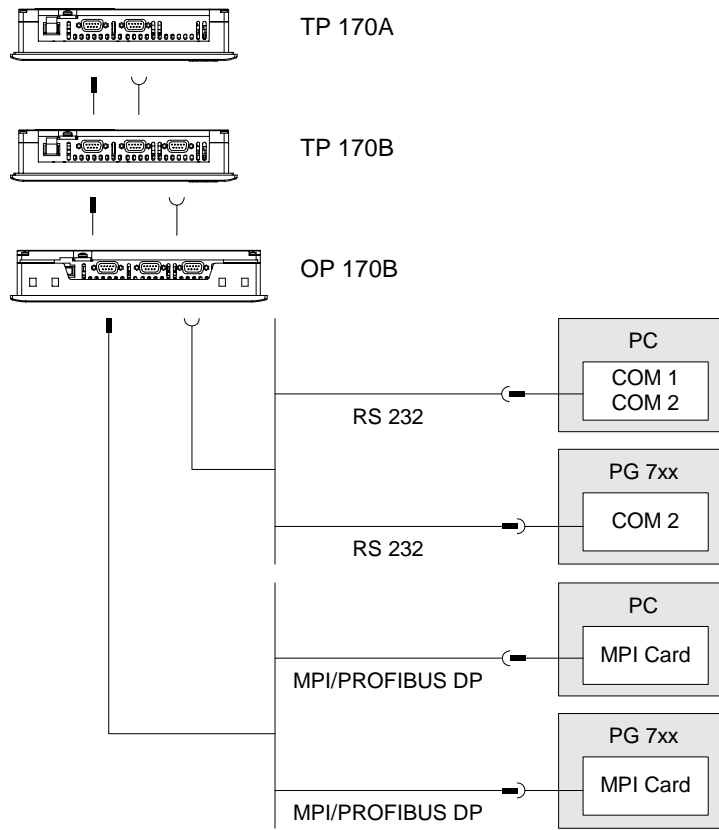 TP 170A
TP 170B
OP 170B
PC
COM 1
COM 2
RS 232
PG 7xx
COM 2
RS 232
PC
MPI Card
MPI/PROFIBUS DP
PG 7xx
MPI Card
MPI/PROFIBUS DP